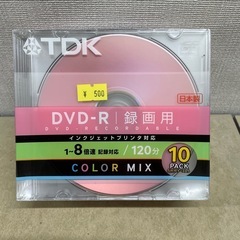 TDK
¥ 500
日本製
DVD-R 録画用
DVD-RECORDABLE
インクジェットプリンタ対応
1~8倍速 記録対応 / 120分
COLOR MIX
10
PACK